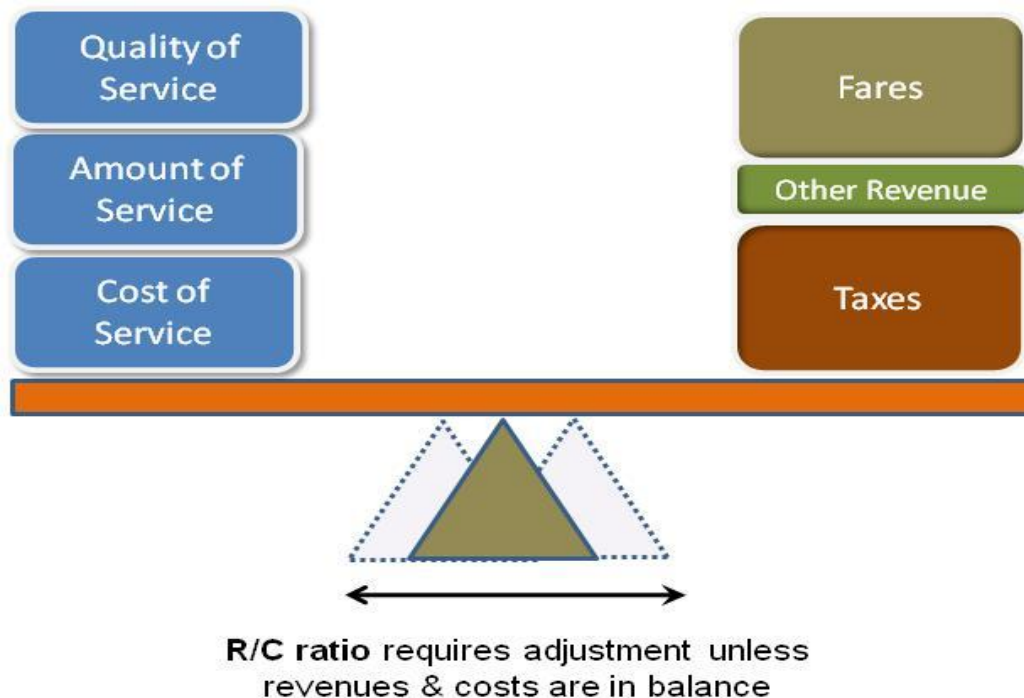 Quality of
Service
Amount of
Service
Cost of
Service
Fares
Other Revenue
Taxes
R/C ratio requires adjustment unless
revenues & costs are in balance